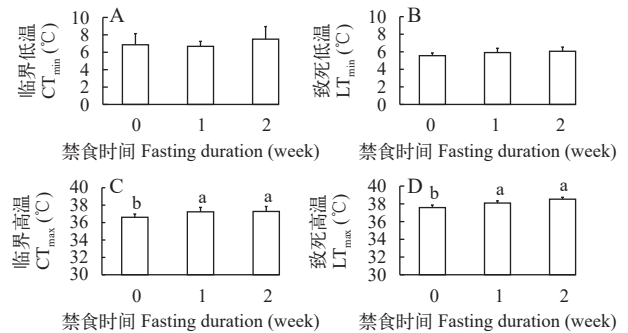 A
临界低温
CT_min (℃)
10
8
6
4
2
0
0 1 2
禁食时间 Fasting duration (week)
B
致死低温
LT_min (℃)
10
8
6
4
2
0
0 1 2
禁食时间 Fasting duration (week)
C
临界高温
CT_max (℃)
40
38
36
34
32
30
b a a
0 1 2
禁食时间 Fasting duration (week)
D
致死高温
LT_max (℃)
40
38
36
34
32
30
b a a
0 1 2
禁食时间 Fasting duration (week)